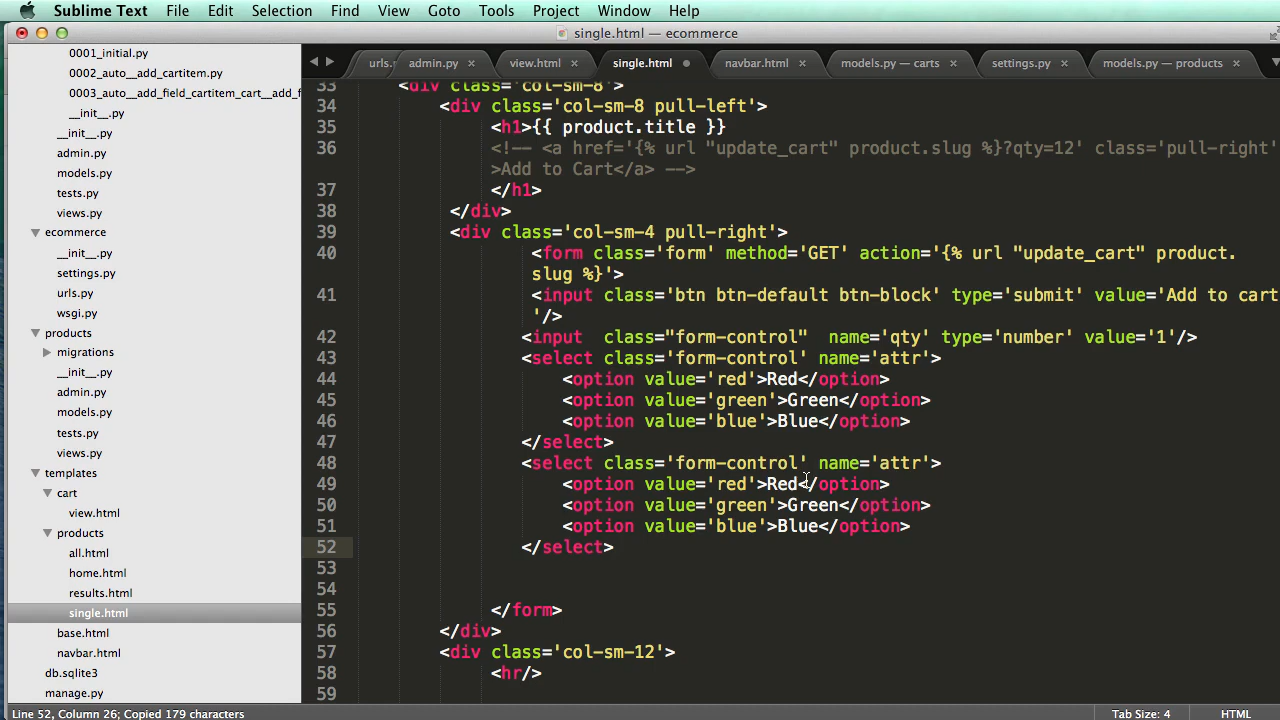 Sublime Text File Edit Selection Find View Goto Tools Project Window Help
single.html — ecommerce
urls. admin.py × view.html × single.html navbar.html × models.py — carts × settings.py × models.py — products ×
0001_initial.py
0002_auto__add_cartitem.py
0003_auto__add_field_cartitem_cart__add_f
__init__.py
__init__.py
admin.py
models.py
tests.py
views.py
ecommerce
__init__.py
settings.py
urls.py
wsgi.py
products
migrations
__init__.py
admin.py
models.py
tests.py
views.py
templates
cart
view.html
products
all.html
home.html
results.html
single.html
base.html
navbar.html
db.sqlite3
manage.py
33 <div class='col-sm-8'>
34 <div class='col-sm-8 pull-left'>
35 <h1>{{ product.title }}
36 <!-- <a href='{% url "update_cart" product.slug %}?qty=12' class='pull-right'
>Add to Cart</a> -->
37 </h1>
38 </div>
39 <div class='col-sm-4 pull-right'>
40 <form class='form' method='GET' action='{% url "update_cart" product.
slug %}'>
41 <input class='btn btn-default btn-block' type='submit' value='Add to cart
'/>
42 <input  class="form-control"  name='qty' type='number' value='1'/>
43 <select class='form-control' name='attr'>
44 <option value='red'>Red</option>
45 <option value='green'>Green</option>
46 <option value='blue'>Blue</option>
47 </select>
48 <select class='form-control' name='attr'>
49 <option value='red'>Red</option>
50 <option value='green'>Green</option>
51 <option value='blue'>Blue</option>
52 </select>
53
54
55 </form>
56 </div>
57 <div class='col-sm-12'>
58 <hr/>
59
Line 52, Column 26; Copied 179 characters Tab Size: 4 HTML